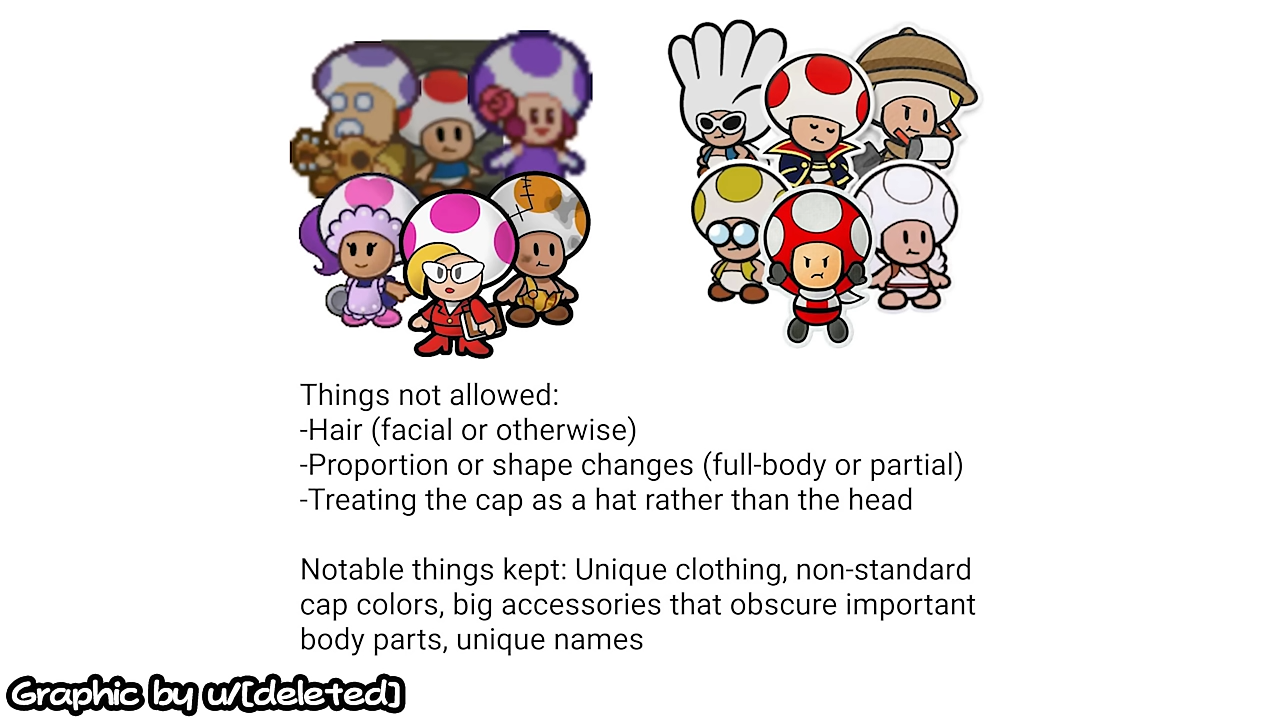 Things not allowed:
-Hair (facial or otherwise)
-Proportion or shape changes (full-body or partial)
-Treating the cap as a hat rather than the head
Notable things kept: Unique clothing, non-standard
cap colors, big accessories that obscure important
body parts, unique names
Graphic by u/[deleted]